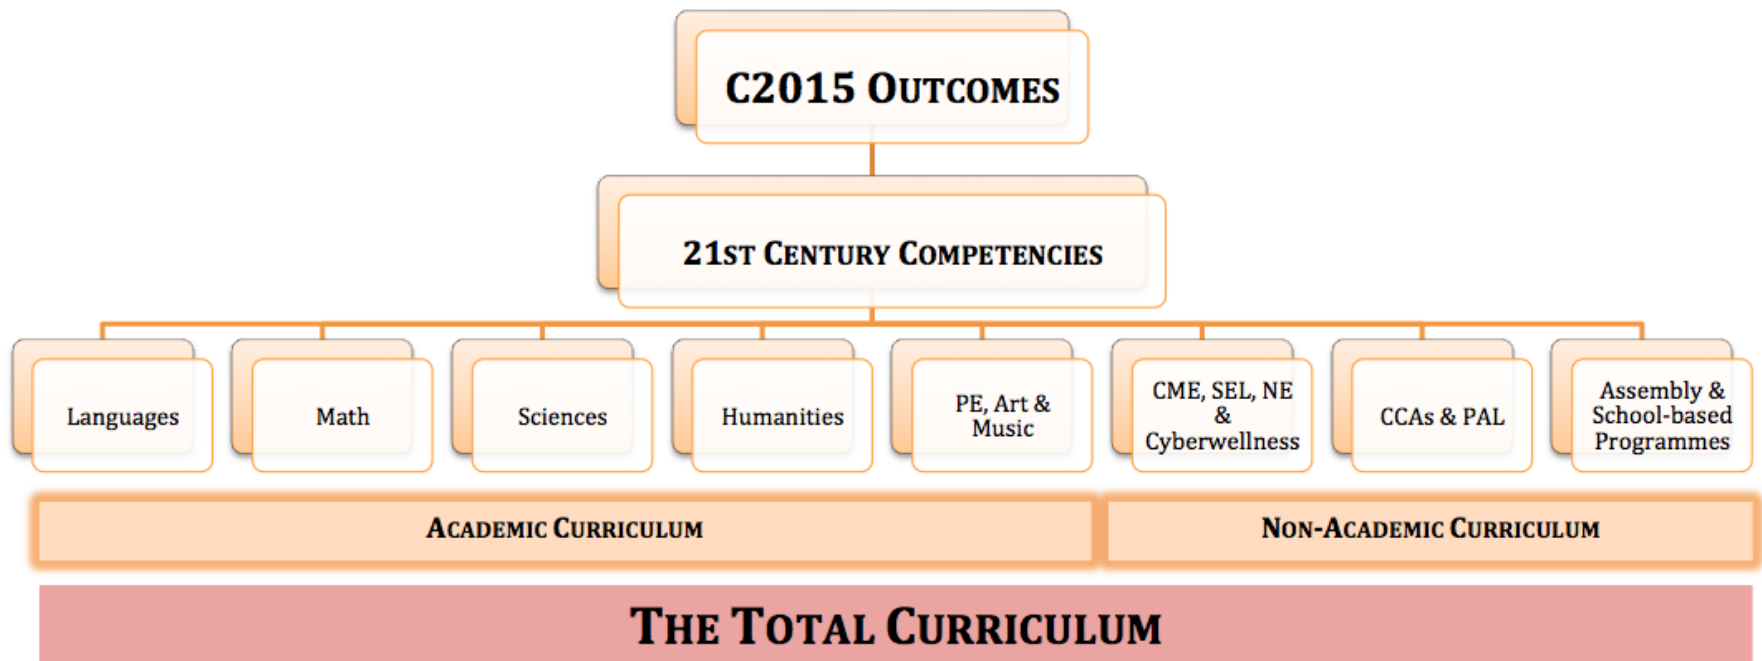 C2015 OUTCOMES
21ST CENTURY COMPETENCIES
Languages
Math
Sciences
Humanities
PE, Art &
Music
CME, SEL, NE
&
Cyberwellness
CCAs & PAL
Assembly &
School-based
Programmes
ACADEMIC CURRICULUM
NON-ACADEMIC CURRICULUM
THE TOTAL CURRICULUM